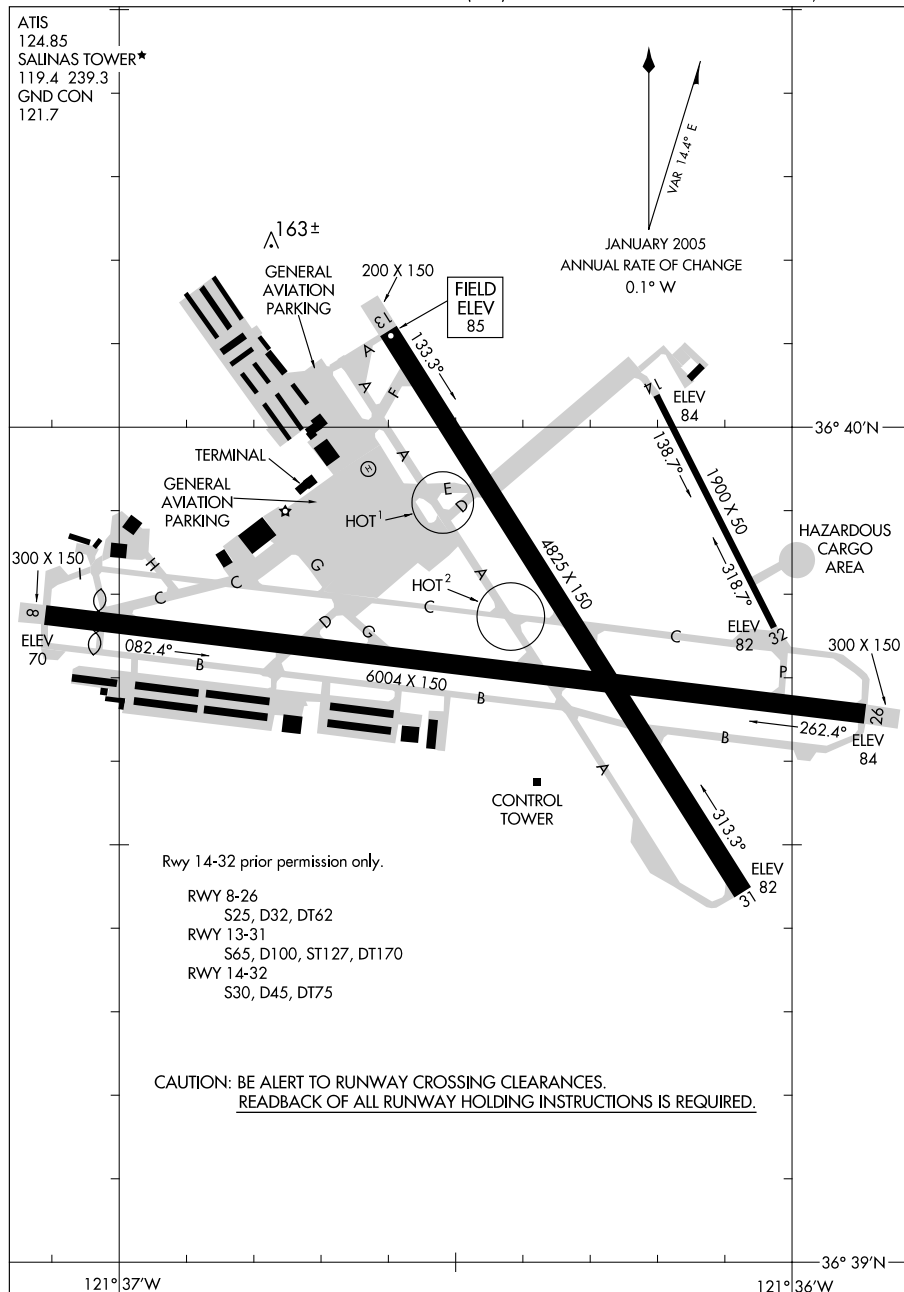 ATIS
124.85
SALINAS TOWER★
119.4 239.3
GND CON
121.7
VAR 14.4° E
JANUARY 2005
ANNUAL RATE OF CHANGE
0.1° W
163±
GENERAL
AVIATION
PARKING
200 X 150
FIELD
ELEV
85
13
133.3°
A
A
F
A
14
ELEV
84
36° 40'N
138.7°
1900 X 50
318.7°
TERMINAL
GENERAL
AVIATION
PARKING
H
E
D
HOT1
4825 X 150
HAZARDOUS
CARGO
AREA
300 X 150
H
G
A
HOT2
C
C
C
D
G
C
ELEV
82
32
300 X 150
8
ELEV
70
082.4°
B
6004 X 150
B
P
26
262.4°
B
ELEV
84
A
CONTROL
TOWER
313.3°
ELEV
82
31
Rwy 14-32 prior permission only.
RWY 8-26
S25, D32, DT62
RWY 13-31
S65, D100, ST127, DT170
RWY 14-32
S30, D45, DT75
CAUTION: BE ALERT TO RUNWAY CROSSING CLEARANCES.
READBACK OF ALL RUNWAY HOLDING INSTRUCTIONS IS REQUIRED.
36° 39'N
121° 37'W
121° 36'W